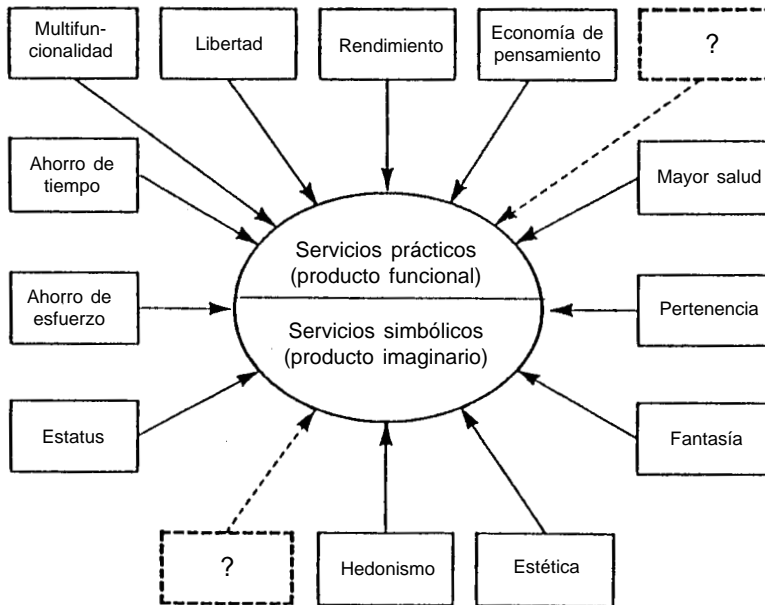 Multifun-
cionalidad
Libertad
Rendimiento
Economía de
pensamiento
?
Ahorro de
tiempo
Mayor salud
Servicios prácticos
(producto funcional)
Ahorro de
esfuerzo
Pertenencia
Servicios simbólicos
(producto imaginario)
Estatus
Fantasía
?
Hedonismo
Estética